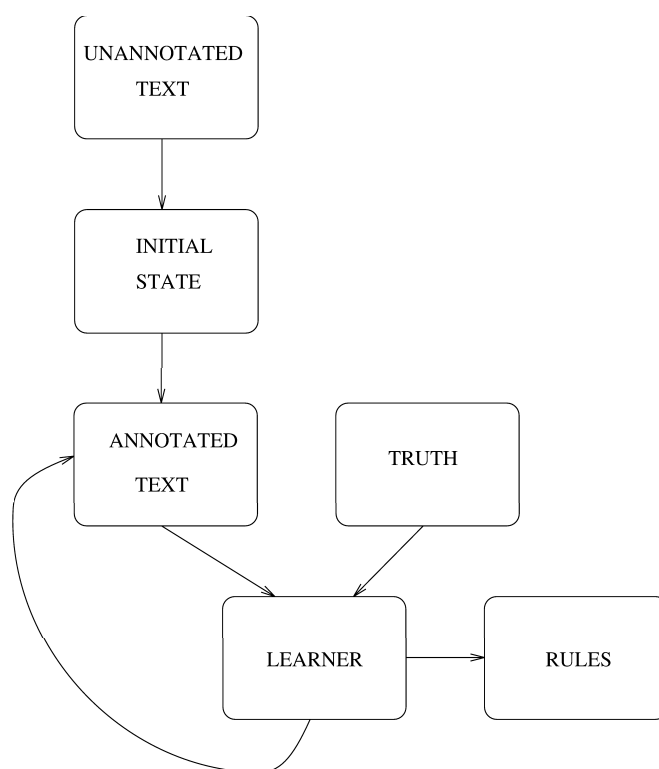 UNANNOTATED
TEXT
INITIAL
STATE
ANNOTATED
TEXT
TRUTH
LEARNER
RULES